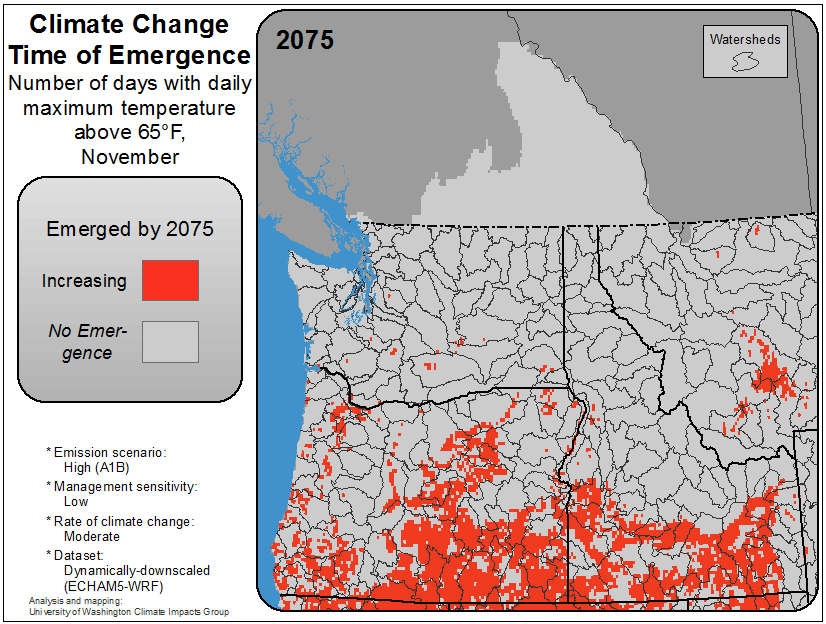 Climate Change
Time of Emergence
Number of days with daily
maximum temperature
above 65°F,
November
2075
Watersheds
Emerged by 2075
Increasing
No Emer-
gence
* Emission scenario:
High (A1B)
* Management sensitivity:
Low
* Rate of climate change:
Moderate
* Dataset:
Dynamically-downscaled
(ECHAM5-WRF)
Analysis and mapping:
University of Washington Climate Impacts Group